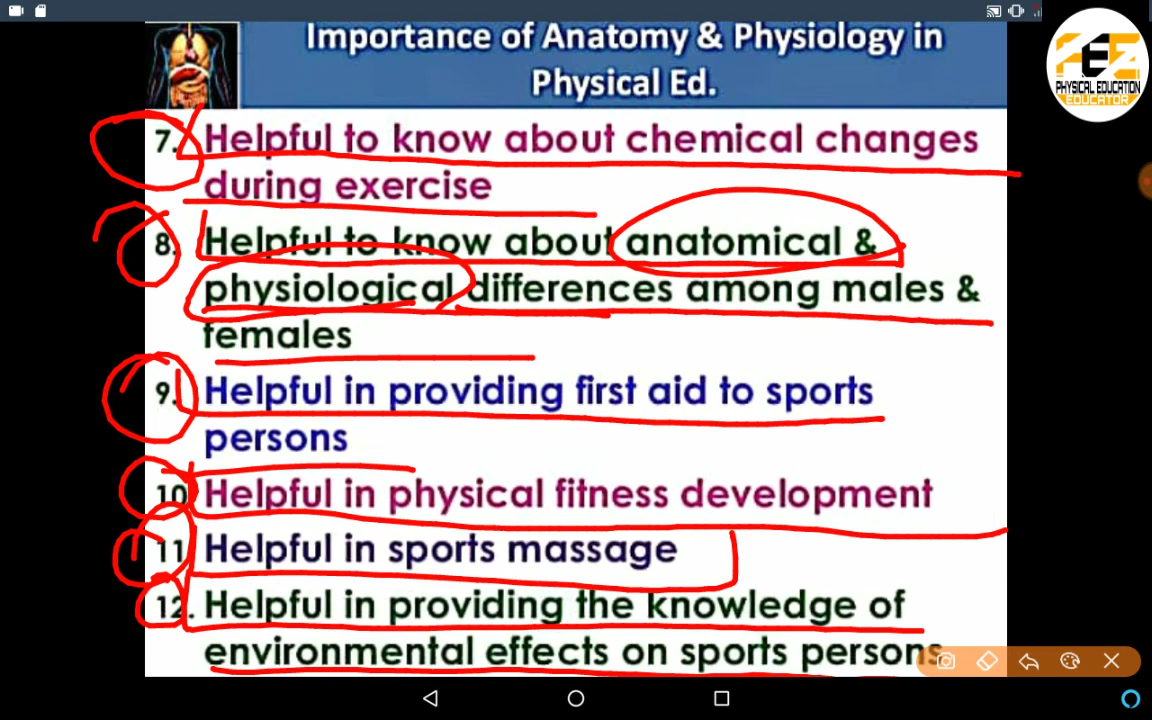 Importance of Anatomy & Physiology in
Physical Ed.
PHYSICAL EDUCATION
EDUCATOR
7. Helpful to know about chemical changes
during exercise
8. Helpful to know about anatomical &
physiological differences among males &
females
9. Helpful in providing first aid to sports
persons
10 Helpful in physical fitness development
11 Helpful in sports massage
12. Helpful in providing the knowledge of
environmental effects on sports persons